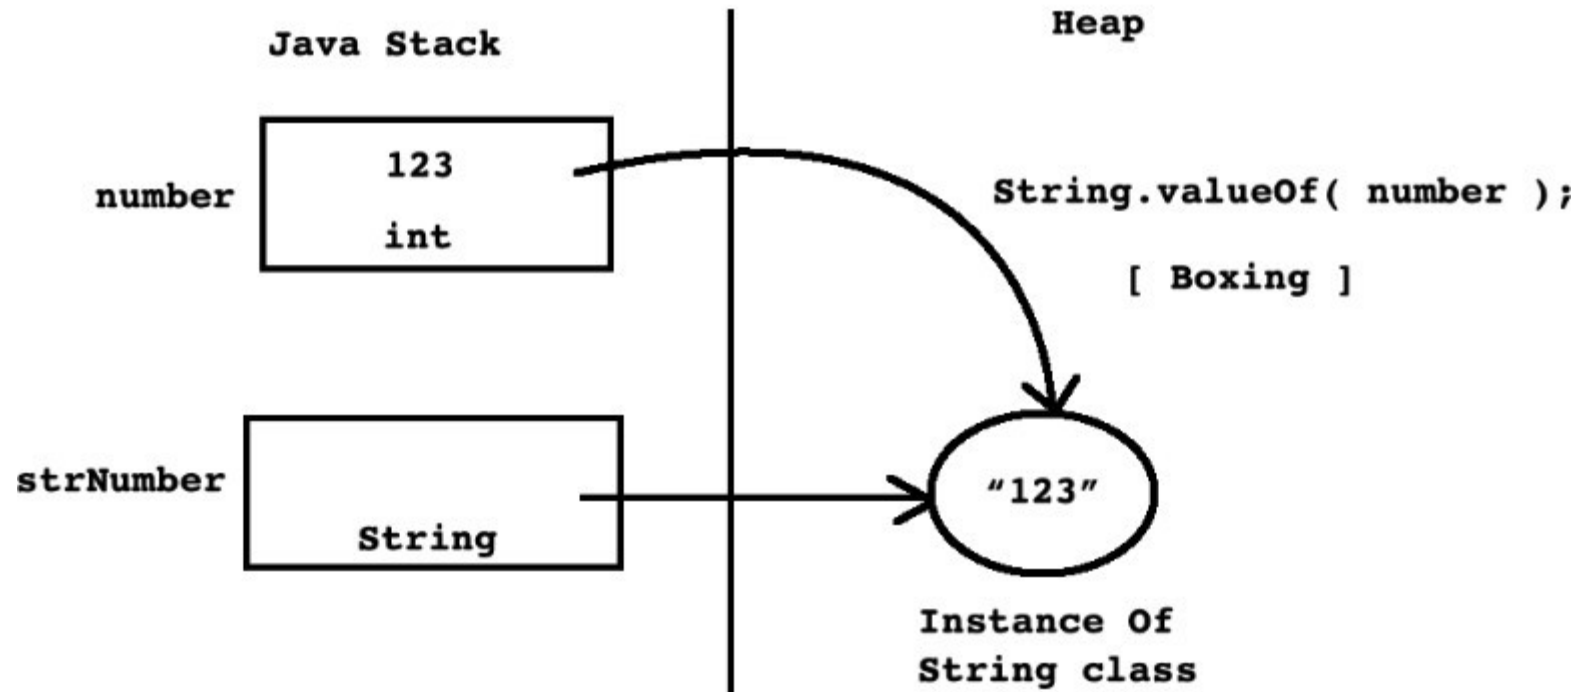 Java Stack
Heap
123
int
number
String.valueOf( number );
[ Boxing ]
strNumber
String
“123”
Instance Of
String class